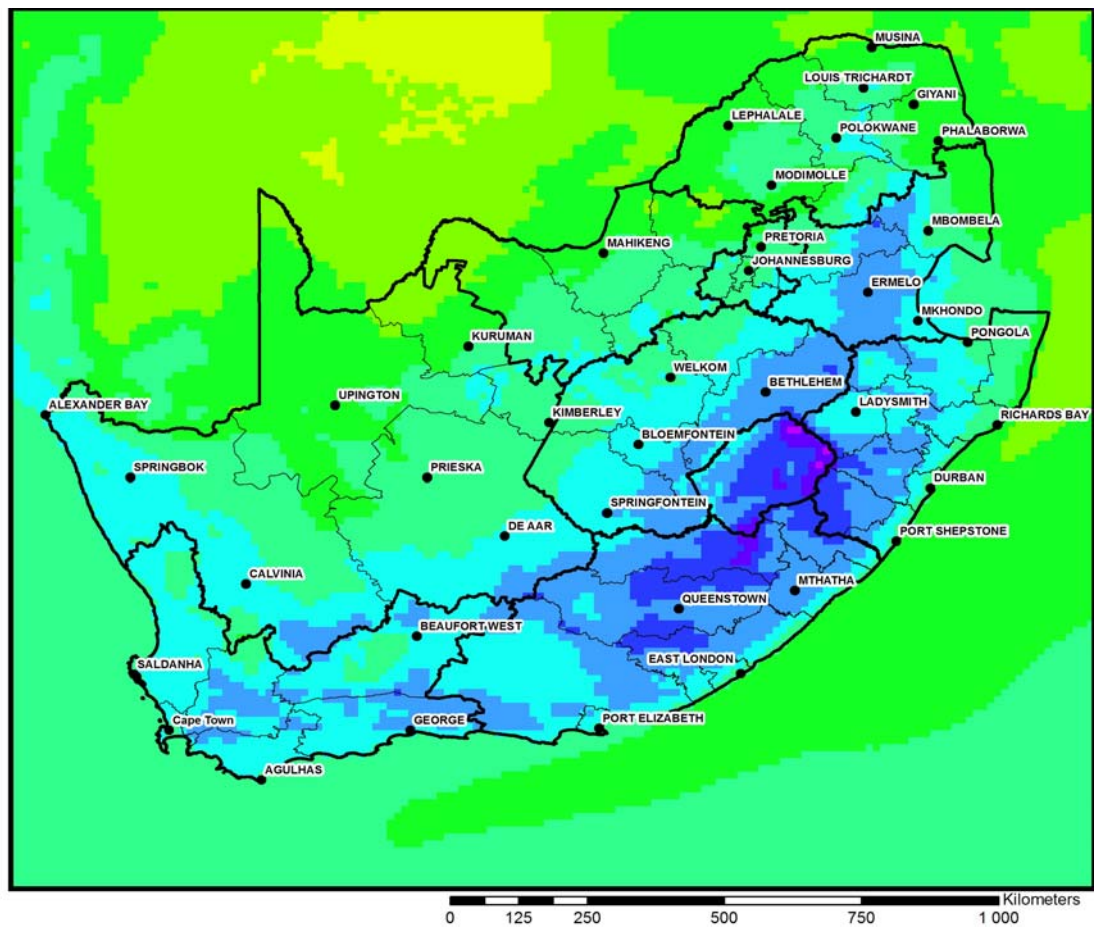 MUSINA
LOUIS TRICHARDT
GIYANI
LEPHALALE
POLOKWANE
PHALABORWA
MODIMOLLE
MBOMBELA
MAHIKENG
PRETORIA
JOHANNESBURG
ERMELO
MKHONDO
PONGOLA
KURUMAN
WELKOM
BETHLEHEM
UPINGTON
ALEXANDER BAY
KIMBERLEY
LADYSMITH
RICHARDS BAY
BLOEMFONTEIN
SPRINGBOK
PRIESKA
DURBAN
SPRINGFONTEIN
DE AAR
PORT SHEPSTONE
CALVINIA
MTHATHA
QUEENSTOWN
BEAUFORT WEST
EAST LONDON
SALDANHA
Cape Town
GEORGE
PORT ELIZABETH
AGULHAS
Kilometers
0 125 250 500 750 1 000